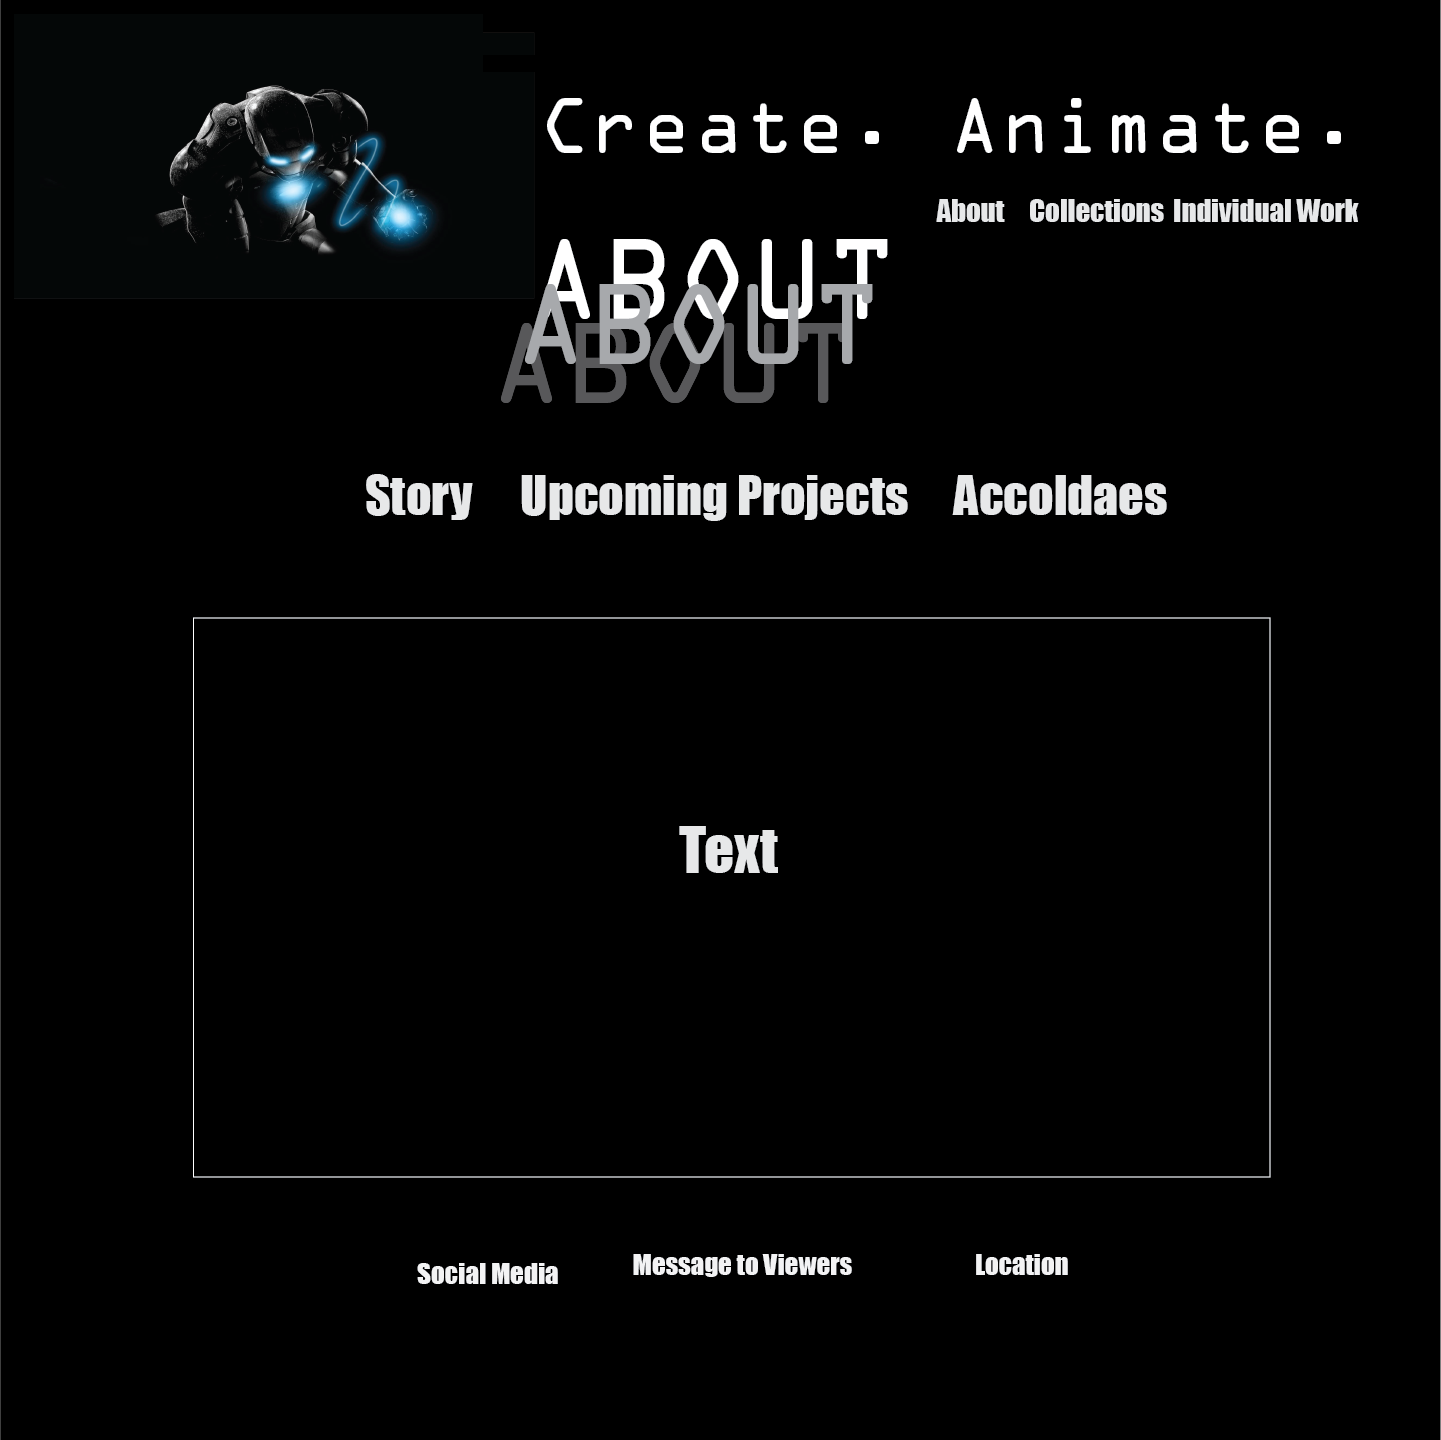 Create. Animate.
About Collections Individual Work
ABOUT
ABOUT
ABOUT
Story Upcoming Projects Accoldaes
Text
Social Media Message to Viewers Location